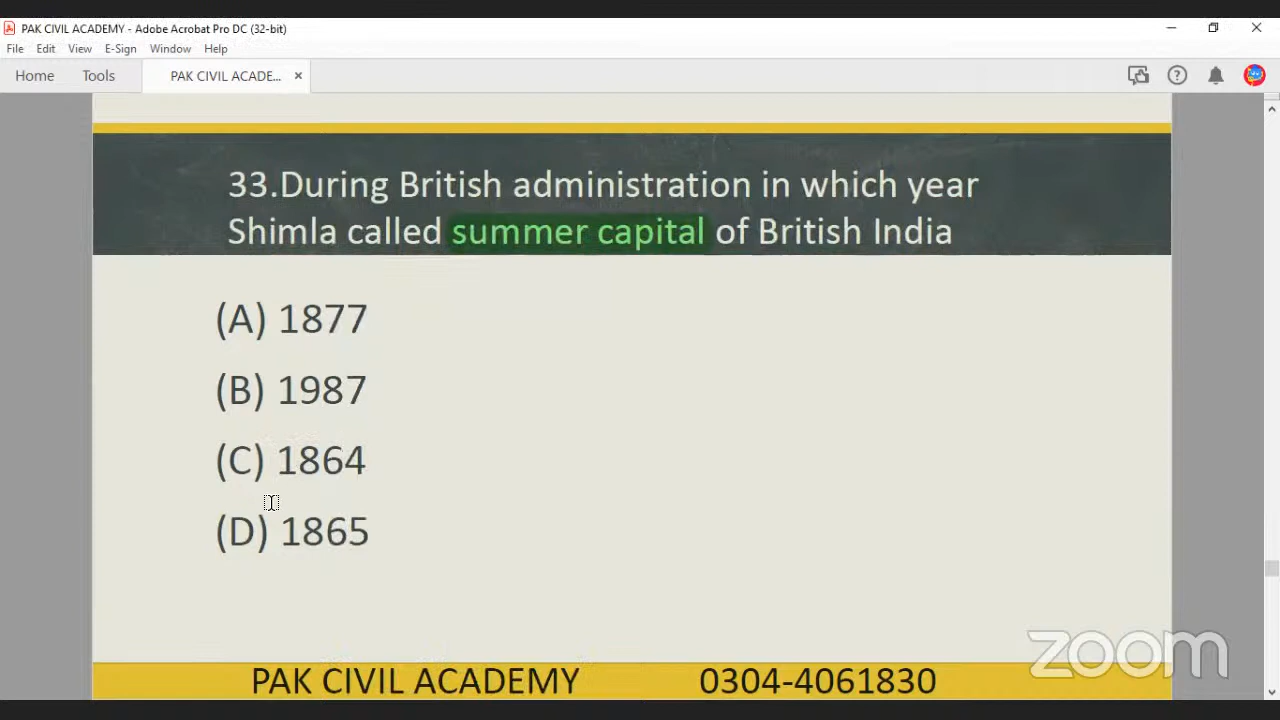 PAK CIVIL ACADEMY - Adobe Acrobat Pro DC (32-bit)
File Edit View E-Sign Window Help
Home Tools PAK CIVIL ACADE...
33.During British administration in which year
Shimla called summer capital of British India
(A) 1877
(B) 1987
(C) 1864
(D) 1865
PAK CIVIL ACADEMY 0304-4061830
zoom